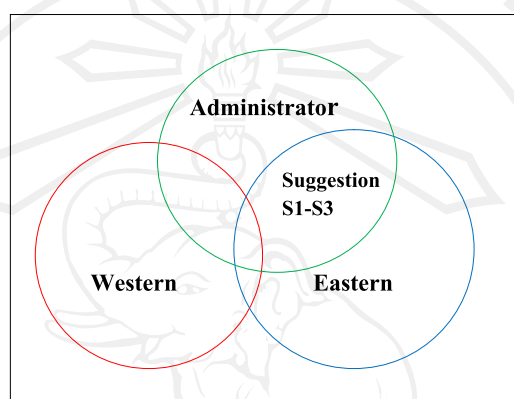 Administrator
Suggestion
S1-S3
Western
Eastern